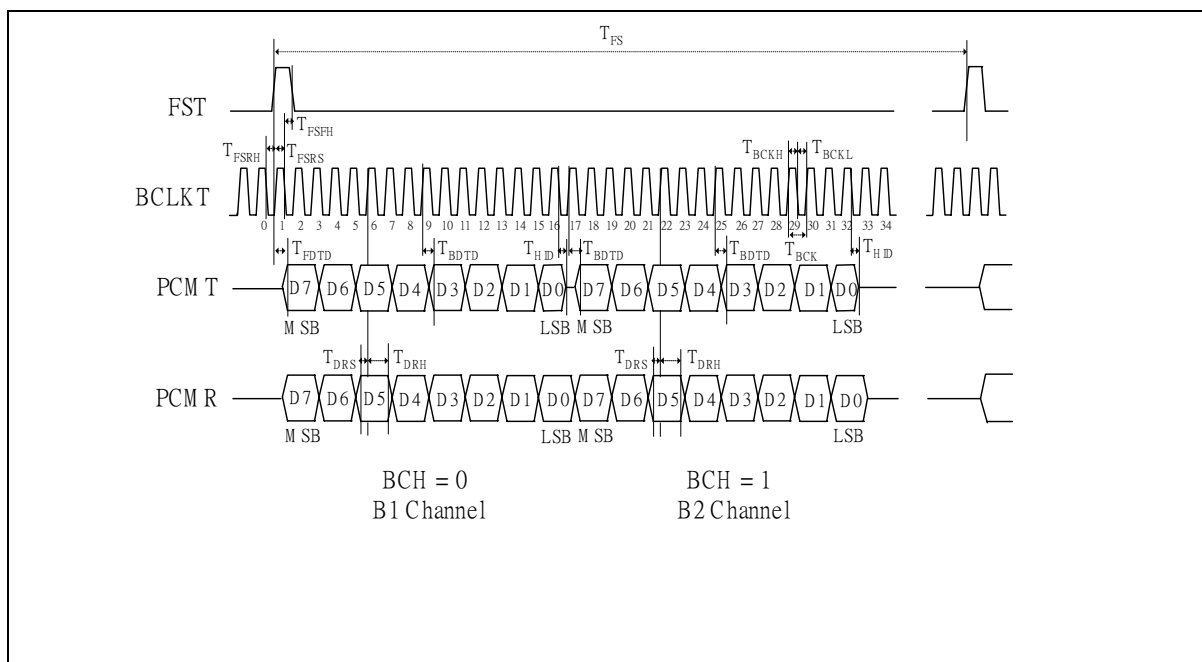 TFS
FST
TFSFH
TFSRH TFSRS TBCKH TBCKL
BCLKT
0 1 2 3 4 5 6 7 8 9 10 11 12 13 14 15 16 17 18 19 20 21 22 23 24 25 26 27 28 29 30 31 32 33 34
TFDTD TBDTD THID TBDTD TBDTD TBCK THID
PCMT D7 D6 D5 D4 D3 D2 D1 D0 D7 D6 D5 D4 D3 D2 D1 D0
MSB LSB MSB LSB
TDRS TDRH TDRS TDRH
PCMR D7 D6 D5 D4 D3 D2 D1 D0 D7 D6 D5 D4 D3 D2 D1 D0
MSB LSB MSB LSB
BCH = 0 BCH = 1
B1 Channel B2 Channel